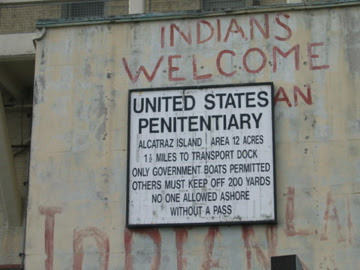 INDIANS
WELCOME
UNITED STATES
PENITENTIARY
ALCATRAZ ISLAND AREA 12 ACRES
1½ MILES TO TRANSPORT DOCK
ONLY GOVERNMENT BOATS PERMITTED
OTHERS MUST KEEP OFF 200 YARDS
NO ONE ALLOWED ASHORE
WITHOUT A PASS